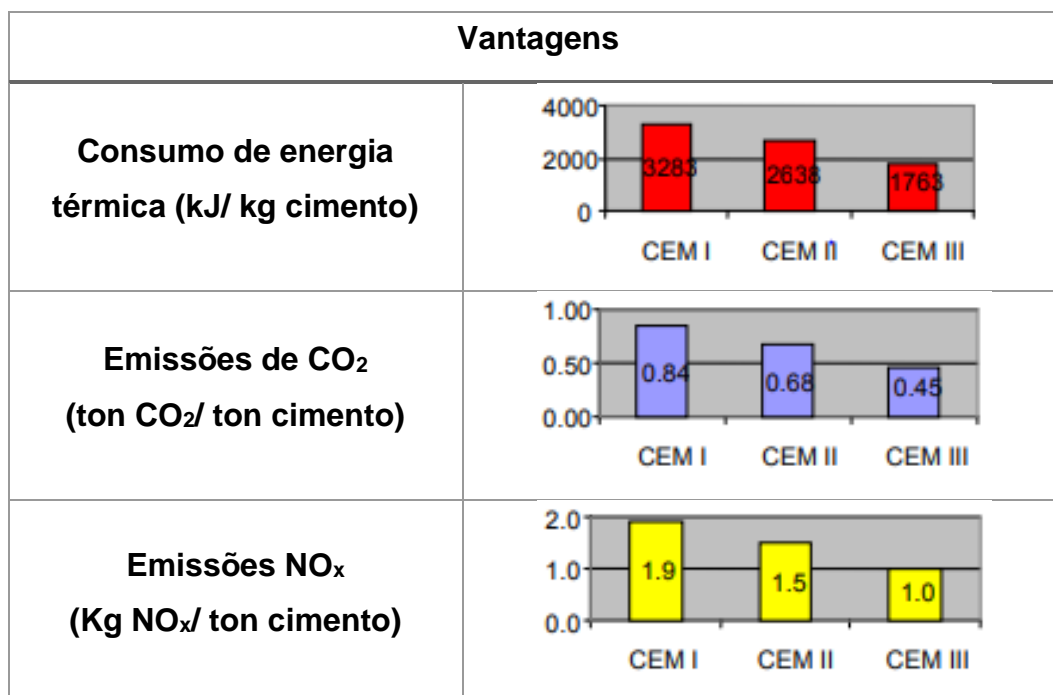 Vantagens
Consumo de energia
térmica (kJ/ kg cimento)
4000
2000
0
3283
2638
1763
CEM I
CEM II
CEM III
Emissões de CO₂
(ton CO₂/ ton cimento)
1.00
0.50
0.00
0.84
0.68
0.45
CEM I
CEM II
CEM III
Emissões NOₓ
(Kg NOₓ/ ton cimento)
2.0
1.0
0.0
1.9
1.5
1.0
CEM I
CEM II
CEM III